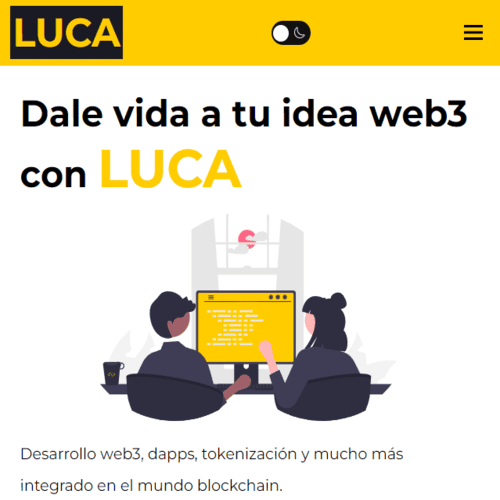 LUCA
Dale vida a tu idea web3
con LUCA
Desarrollo web3, dapps, tokenización y mucho más
integrado en el mundo blockchain.